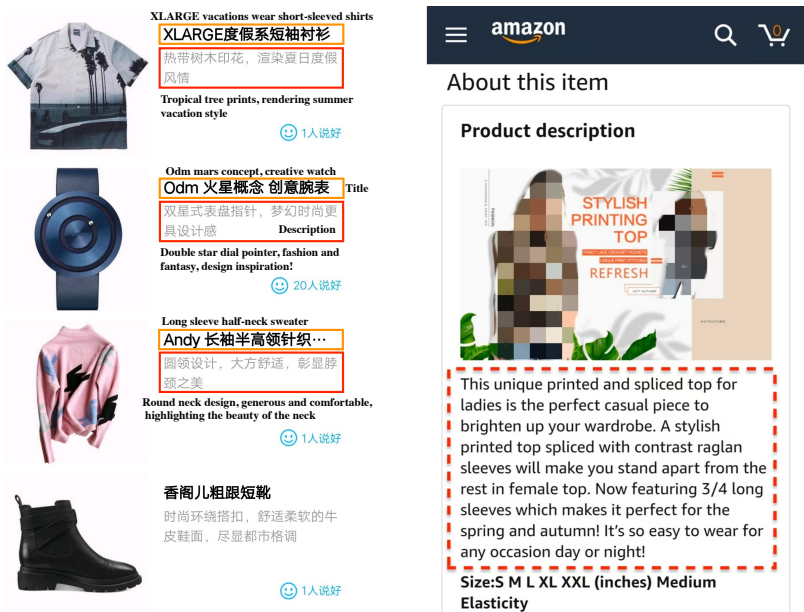 XLARGE vacations wear short-sleeved shirts
XLARGE度假系短袖衬衫
热带树木印花，渲染夏日度假
风情
Tropical tree prints, rendering summer
vacation style
1人说好
Odm mars concept, creative watch
Odm 火星概念 创意腕表
Title
双星式表盘指针，梦幻时尚更
具设计感
Description
Double star dial pointer, fashion and
fantasy, design inspiration!
20人说好
Long sleeve half-neck sweater
Andy 长袖半高领针织…
圆领设计，大方舒适，彰显脖
颈之美
Round neck design, generous and comfortable,
highlighting the beauty of the neck
1人说好
香阁儿粗跟短靴
时尚环绕搭扣，舒适柔软的牛
皮鞋面，尽显都市格调
1人说好
amazon
0
About this item
Product description
STYLISH
PRINTING
TOP
REFRESH
This unique printed and spliced top for
ladies is the perfect casual piece to
brighten up your wardrobe. A stylish
printed top spliced with contrast raglan
sleeves will make you stand apart from the
rest in female top. Now featuring 3/4 long
sleeves which makes it perfect for the
spring and autumn! It's so easy to wear for
any occasion day or night!
Size:S M L XL XXL (inches) Medium
Elasticity